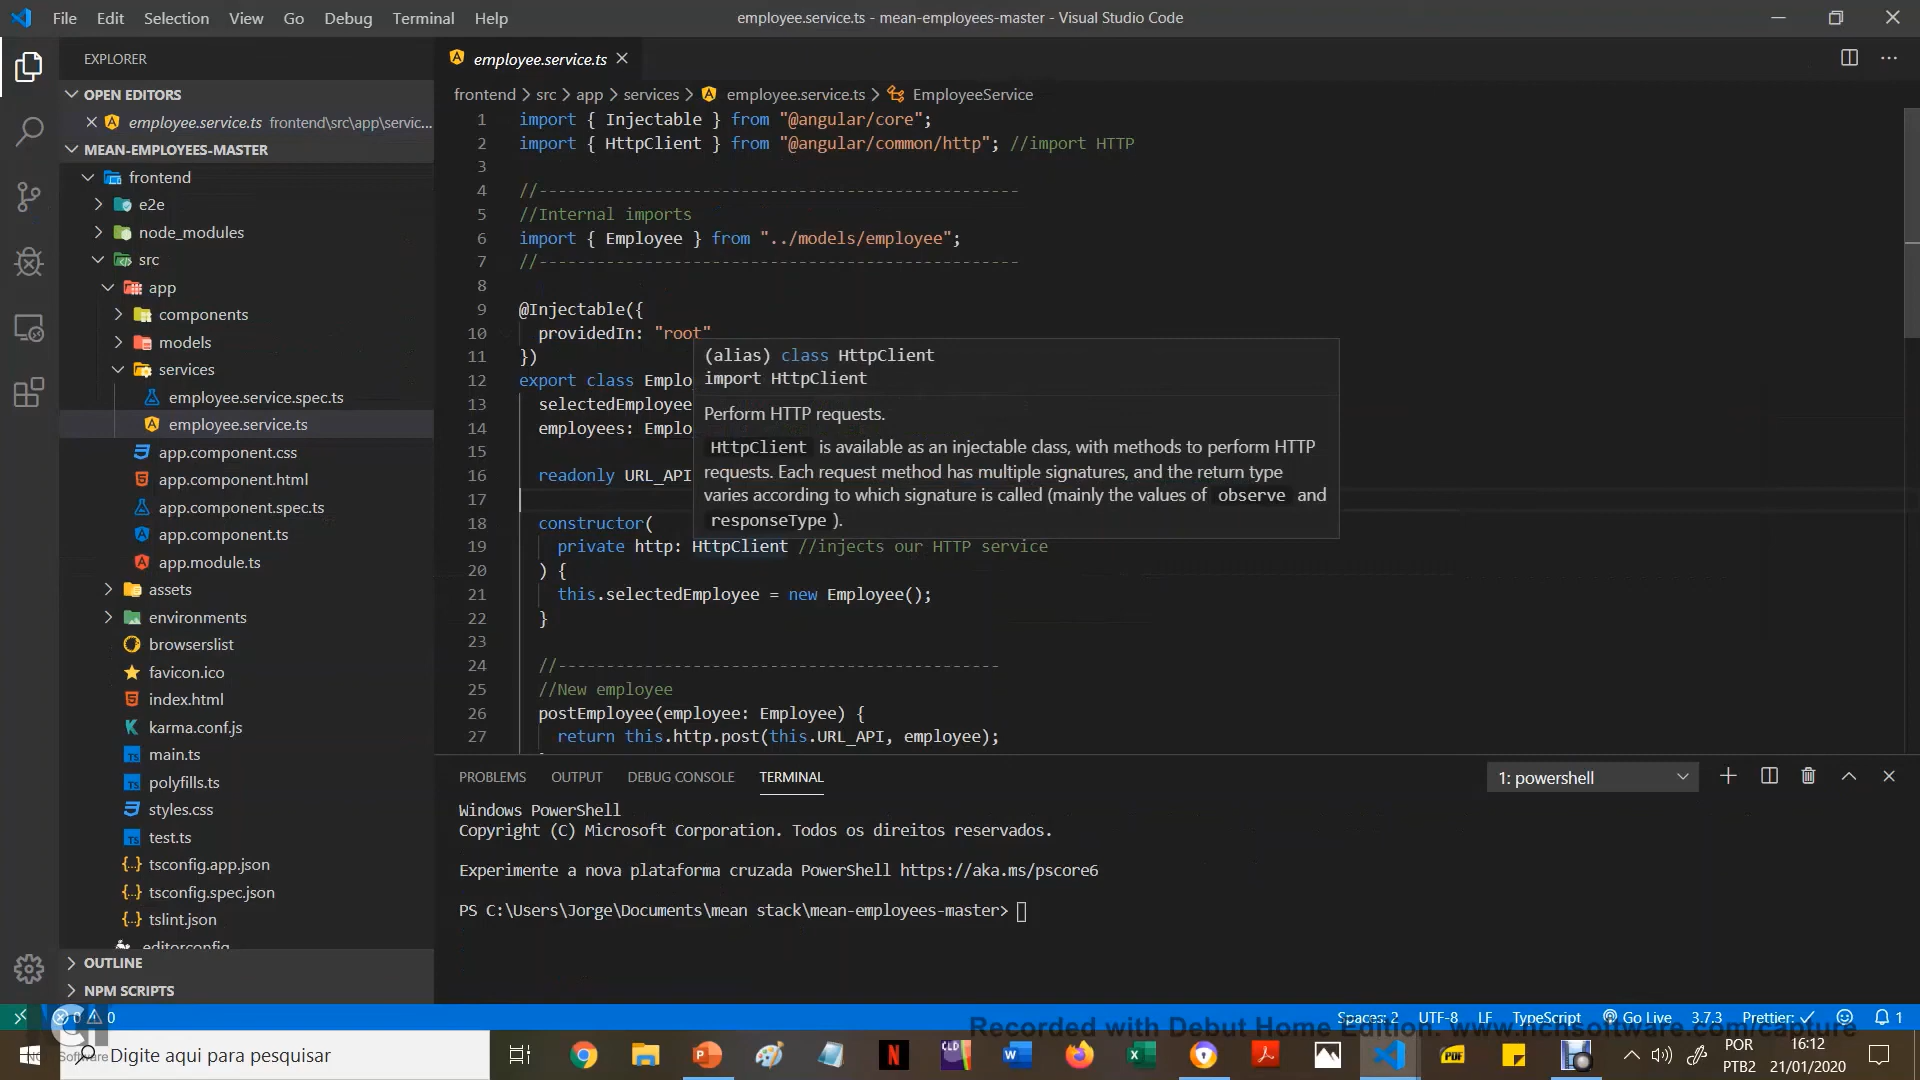 File Edit Selection View Go Debug Terminal Help
employee.service.ts - mean-employees-master - Visual Studio Code
EXPLORER
OPEN EDITORS
employee.service.ts frontend\src\app\servic...
MEAN-EMPLOYEES-MASTER
frontend
e2e
node_modules
src
app
components
models
services
employee.service.spec.ts
employee.service.ts
app.component.css
app.component.html
app.component.spec.ts
app.component.ts
app.module.ts
assets
environments
browserslist
favicon.ico
index.html
karma.conf.js
main.ts
polyfills.ts
styles.css
test.ts
tsconfig.app.json
tsconfig.spec.json
tslint.json
editorconfig
OUTLINE
NPM SCRIPTS
employee.service.ts
frontend > src > app > services > employee.service.ts > EmployeeService
1 import { Injectable } from "@angular/core";
2 import { HttpClient } from "@angular/common/http"; //import HTTP
3
4 //--------------------------------------------------
5 //Internal imports
6 import { Employee } from "../models/employee";
7 //--------------------------------------------------
8
9 @Injectable({
10 providedIn: "root"
11 })
12 export class Emplo
13 selectedEmployee
14 employees: Emplo
15
16 readonly URL_API
17
18 constructor(
19 private http: HttpClient //injects our HTTP service
20 ) {
21 this.selectedEmployee = new Employee();
22 }
23
24 //----------------------------------------------
25 //New employee
26 postEmployee(employee: Employee) {
27 return this.http.post(this.URL_API, employee);
(alias) class HttpClient
import HttpClient
Perform HTTP requests.
HttpClient is available as an injectable class, with methods to perform HTTP
requests. Each request method has multiple signatures, and the return type
varies according to which signature is called (mainly the values of observe and
responseType ).
PROBLEMS OUTPUT DEBUG CONSOLE TERMINAL
1: powershell
Windows PowerShell
Copyright (C) Microsoft Corporation. Todos os direitos reservados.
Experimente a nova plataforma cruzada PowerShell https://aka.ms/pscore6
PS C:\Users\Jorge\Documents\mean stack\mean-employees-master>
0 0
Spaces: 2 UTF-8 LF TypeScript Go Live 3.7.3 Prettier: ✓ 1
Recorded with Debut Home Edition. www.nchsoftware.com/capture
NCH Software
Digite aqui para pesquisar
POR
PTB2
16:12
21/01/2020